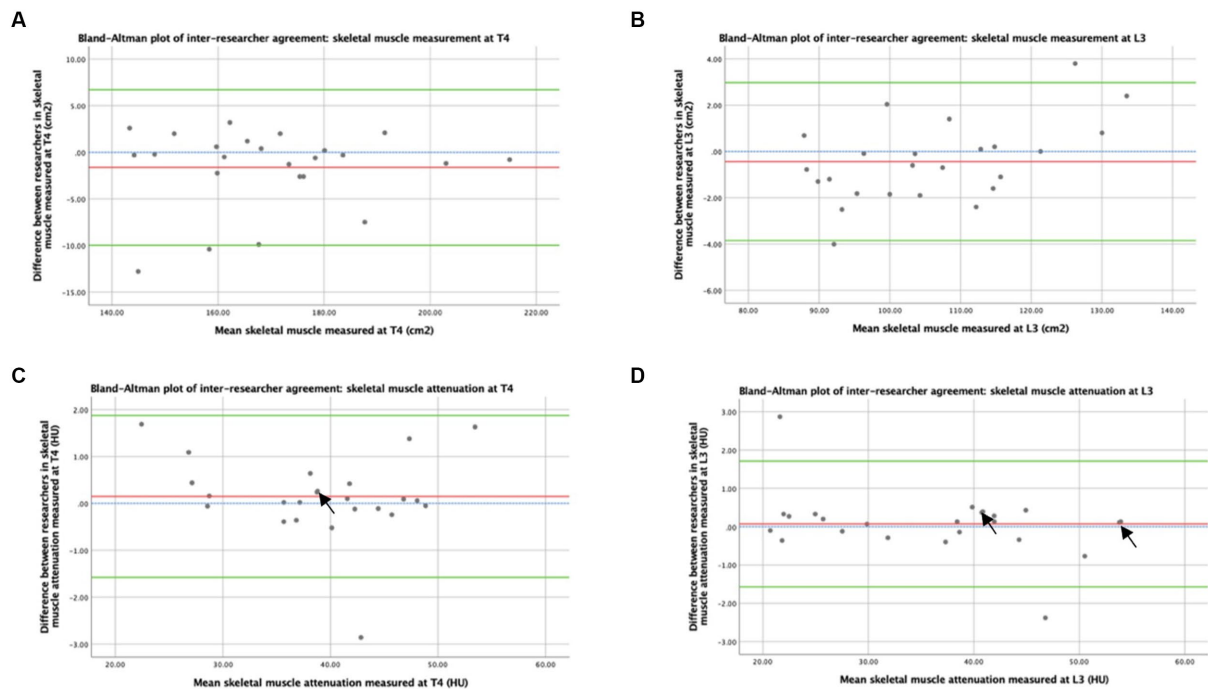 A
Bland-Altman plot of inter-researcher agreement: skeletal muscle measurement at T4
Difference between researchers in skeletal
muscle measured at T4 (cm2)
10.00
5.00
.00
-5.00
-10.00
-15.00
140.00 160.00 180.00 200.00 220.00
Mean skeletal muscle measured at T4 (cm2)
B
Bland-Altman plot of inter-researcher agreement: skeletal muscle measurement at L3
Difference between researchers in skeletal
muscle measured at L3 (cm2)
4.00
2.00
.00
-2.00
-4.00
-6.00
80.00 90.00 100.00 110.00 120.00 130.00 140.00
Mean skeletal muscle measured at L3 (cm2)
C
Bland-Altman plot of inter-researcher agreement: skeletal muscle attenuation at T4
Difference between researchers in skeletal
muscle attenuation measured at T4 (HU)
2.00
1.00
.00
-1.00
-2.00
-3.00
20.00 30.00 40.00 50.00 60.00
Mean skeletal muscle attenuation measured at T4 (HU)
D
Bland-Altman plot of inter-researcher agreement: skeletal muscle attenuation at L3
Difference between researchers in skeletal
muscle attenuation measured at L3 (HU)
3.00
2.00
1.00
.00
-1.00
-2.00
-3.00
20.00 30.00 40.00 50.00 60.00
Mean skeletal muscle attenuation measured at L3 (HU)